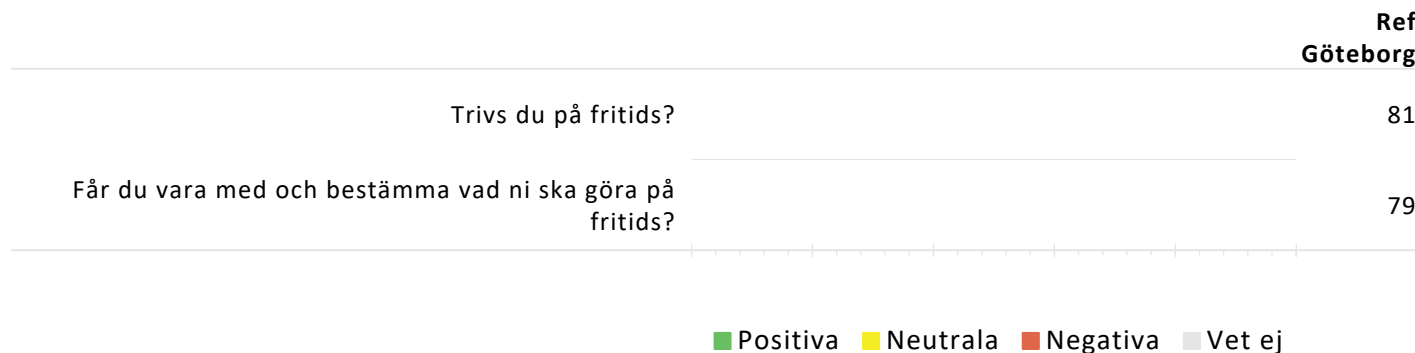 Ref
Göteborg
Trivs du på fritids? 81
Får du vara med och bestämma vad ni ska göra på
fritids? 79
Positiva Neutrala Negativa Vet ej